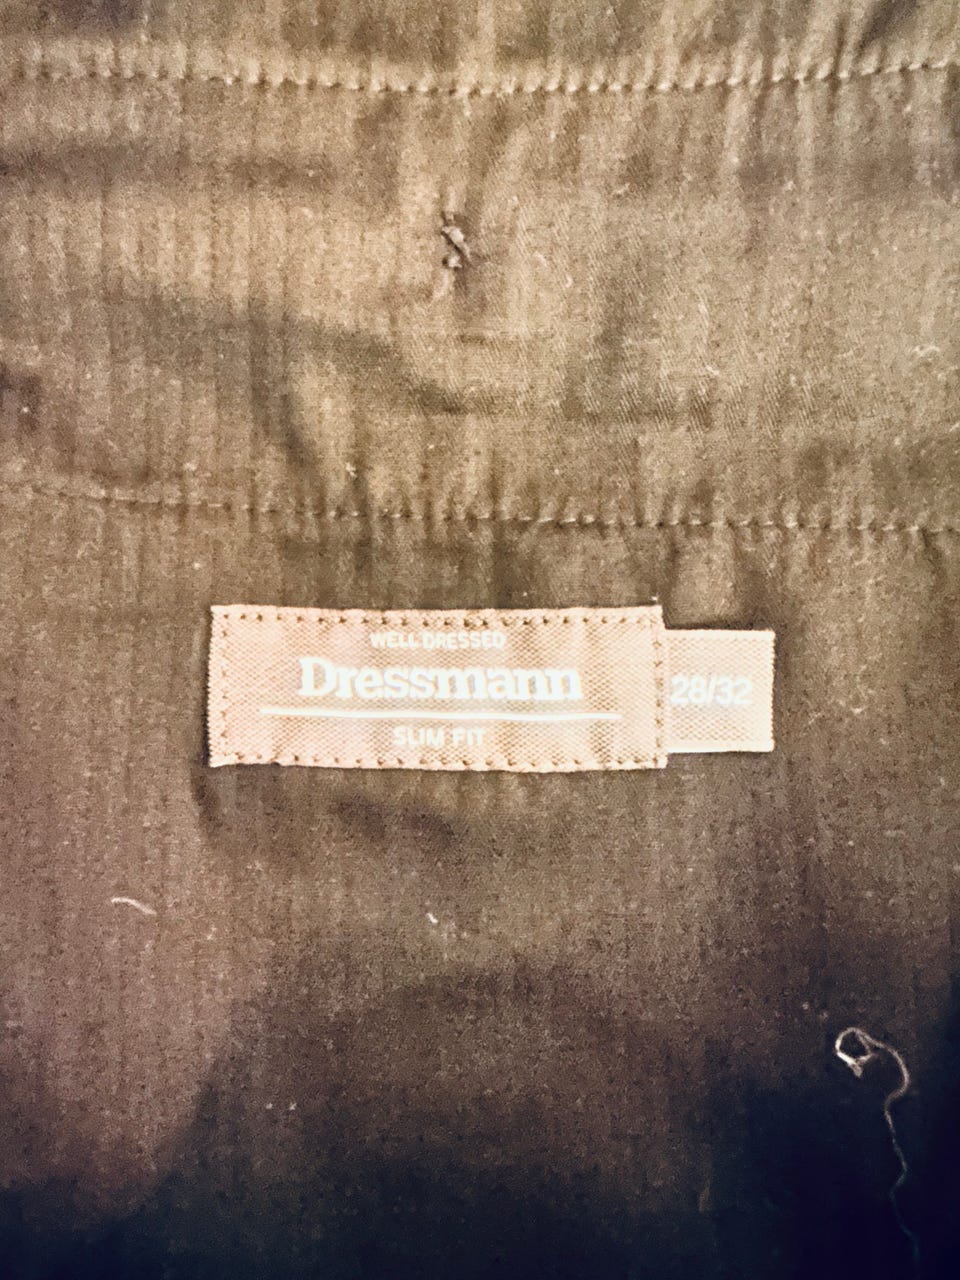 WELL DRESSED
Dressmann
SLIM FIT
28/32